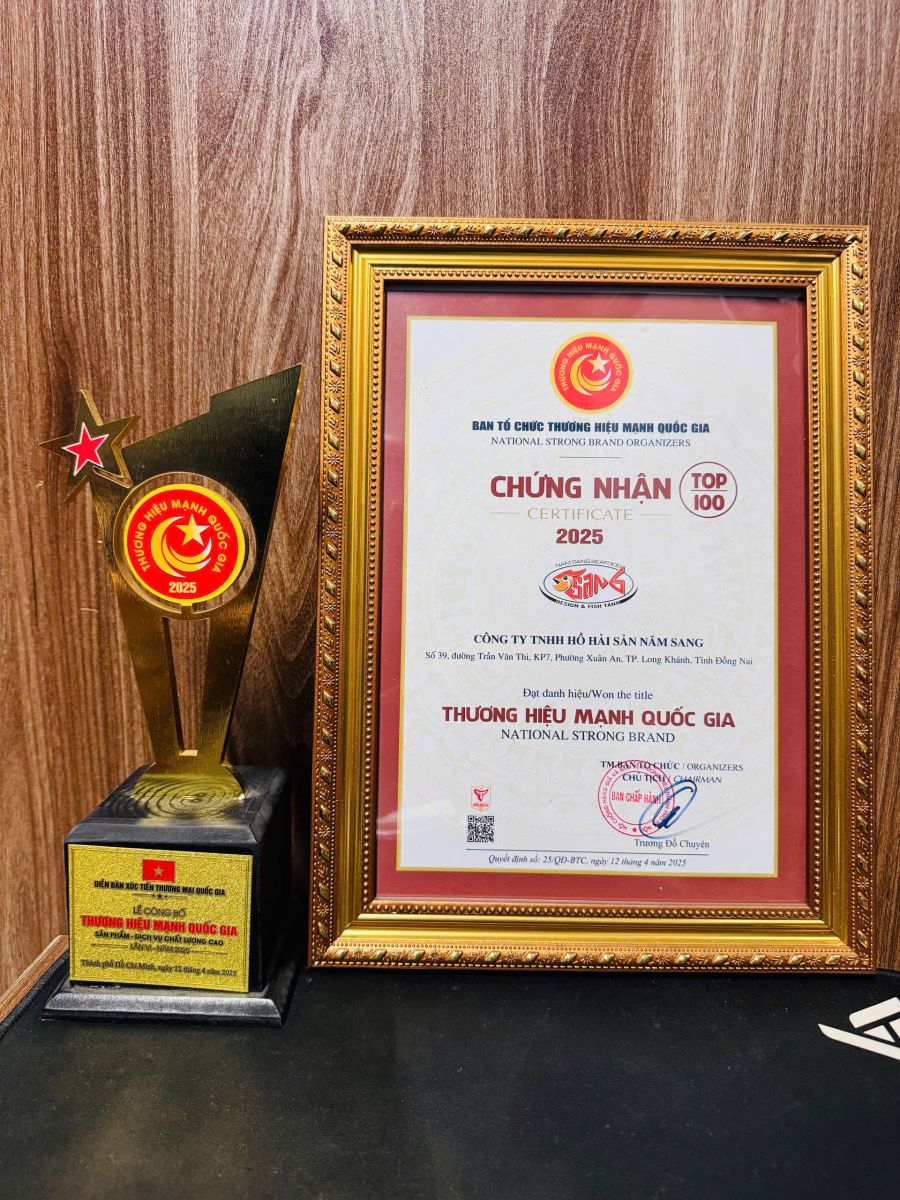 THƯƠNG HIỆU MẠNH QUỐC GIA
2025
DIỄN ĐÀN XÚC TIẾN THƯƠNG MẠI QUỐC GIA
LỄ CÔNG BỐ
THƯƠNG HIỆU MẠNH QUỐC GIA
SẢN PHẨM - DỊCH VỤ CHẤT LƯỢNG CAO
LẦN VI - NĂM 2025
Thành phố Hồ Chí Minh, ngày 12 tháng 4 năm 2025
THƯƠNG HIỆU MẠNH QUỐC GIA
BAN TỔ CHỨC THƯƠNG HIỆU MẠNH QUỐC GIA
NATIONAL STRONG BRAND ORGANIZERS
CHỨNG NHẬN
TOP
100
CERTIFICATE
2025
NAM SANG SEAFOOD
SANG
DESIGN & FISH TANK
CÔNG TY TNHH HỒ HẢI SẢN NĂM SANG
Số 39, đường Trần Văn Thi, KP7, Phường Xuân An, TP. Long Khánh, Tỉnh Đồng Nai
Đạt danh hiệu/Won the title
THƯƠNG HIỆU MẠNH QUỐC GIA
NATIONAL STRONG BRAND
TM.BAN TỔ CHỨC / ORGANIZERS
CHỦ TỊCH / CHAIRMAN
BAN CHẤP HÀNH
Trương Đỗ Chuyên
Quyết định số: 25/QĐ-BTC, ngày 12 tháng 4 năm 2025